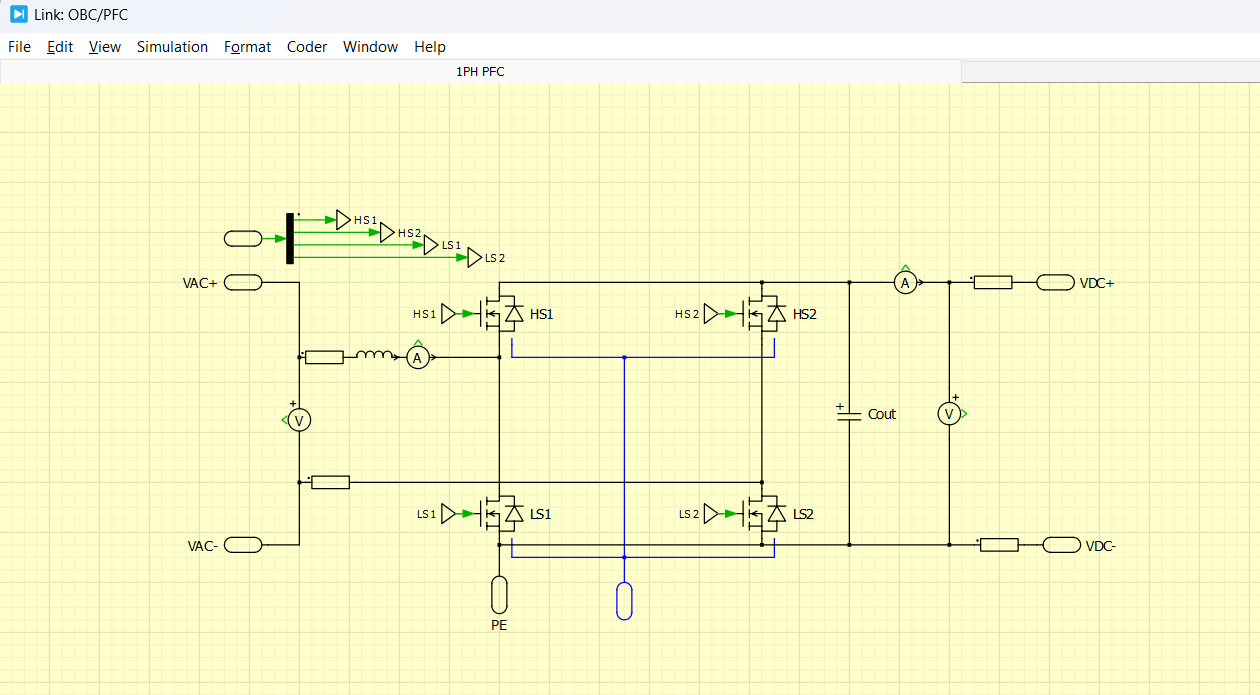 Link: OBC/PFC
File Edit View Simulation Format Coder Window Help
1PH PFC
HS1
HS2
LS1
LS2
VAC+
A
VDC+
HS1
HS1
HS2
HS2
A
+
V
+
Cout
+
V
LS1
LS1
LS2
LS2
VAC-
VDC-
PE